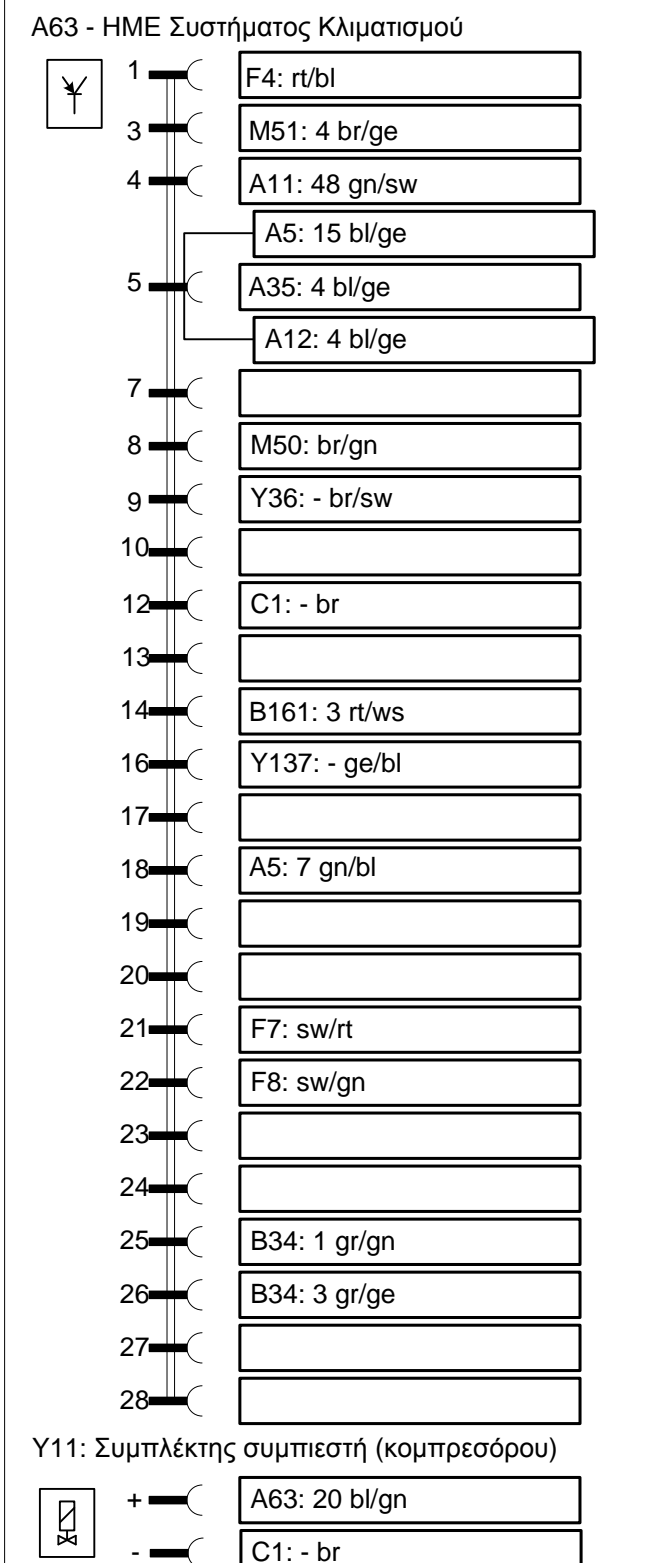 A63 - ΗΜΕ Συστήματος Κλιματισμού
1 F4: rt/bl
3 M51: 4 br/ge
4 A11: 48 gn/sw
A5: 15 bl/ge
5 A35: 4 bl/ge
A12: 4 bl/ge
7
8 M50: br/gn
9 Y36: - br/sw
10
12 C1: - br
13
14 B161: 3 rt/ws
16 Y137: - ge/bl
17
18 A5: 7 gn/bl
19
20
21 F7: sw/rt
22 F8: sw/gn
23
24
25 B34: 1 gr/gn
26 B34: 3 gr/ge
27
28
Y11: Συμπλέκτης συμπιεστή (κομπρεσόρου)
+ A63: 20 bl/gn
- C1: - br